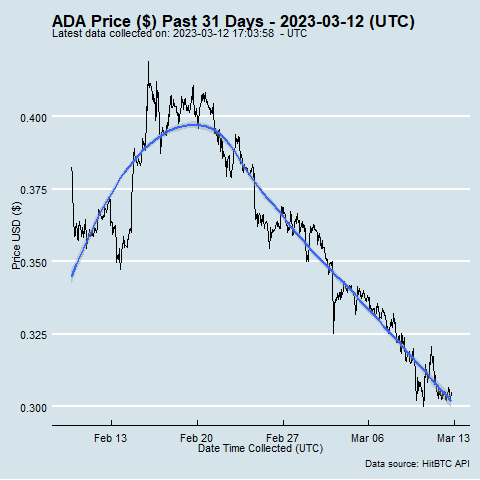 ADA Price ($) Past 31 Days - 2023-03-12 (UTC)
Latest data collected on: 2023-03-12 17:03:58 - UTC
0.400
0.375
0.350
0.325
0.300
Price USD ($)
Feb 13
Feb 20
Feb 27
Mar 06
Mar 13
Date Time Collected (UTC)
Data source: HitBTC API